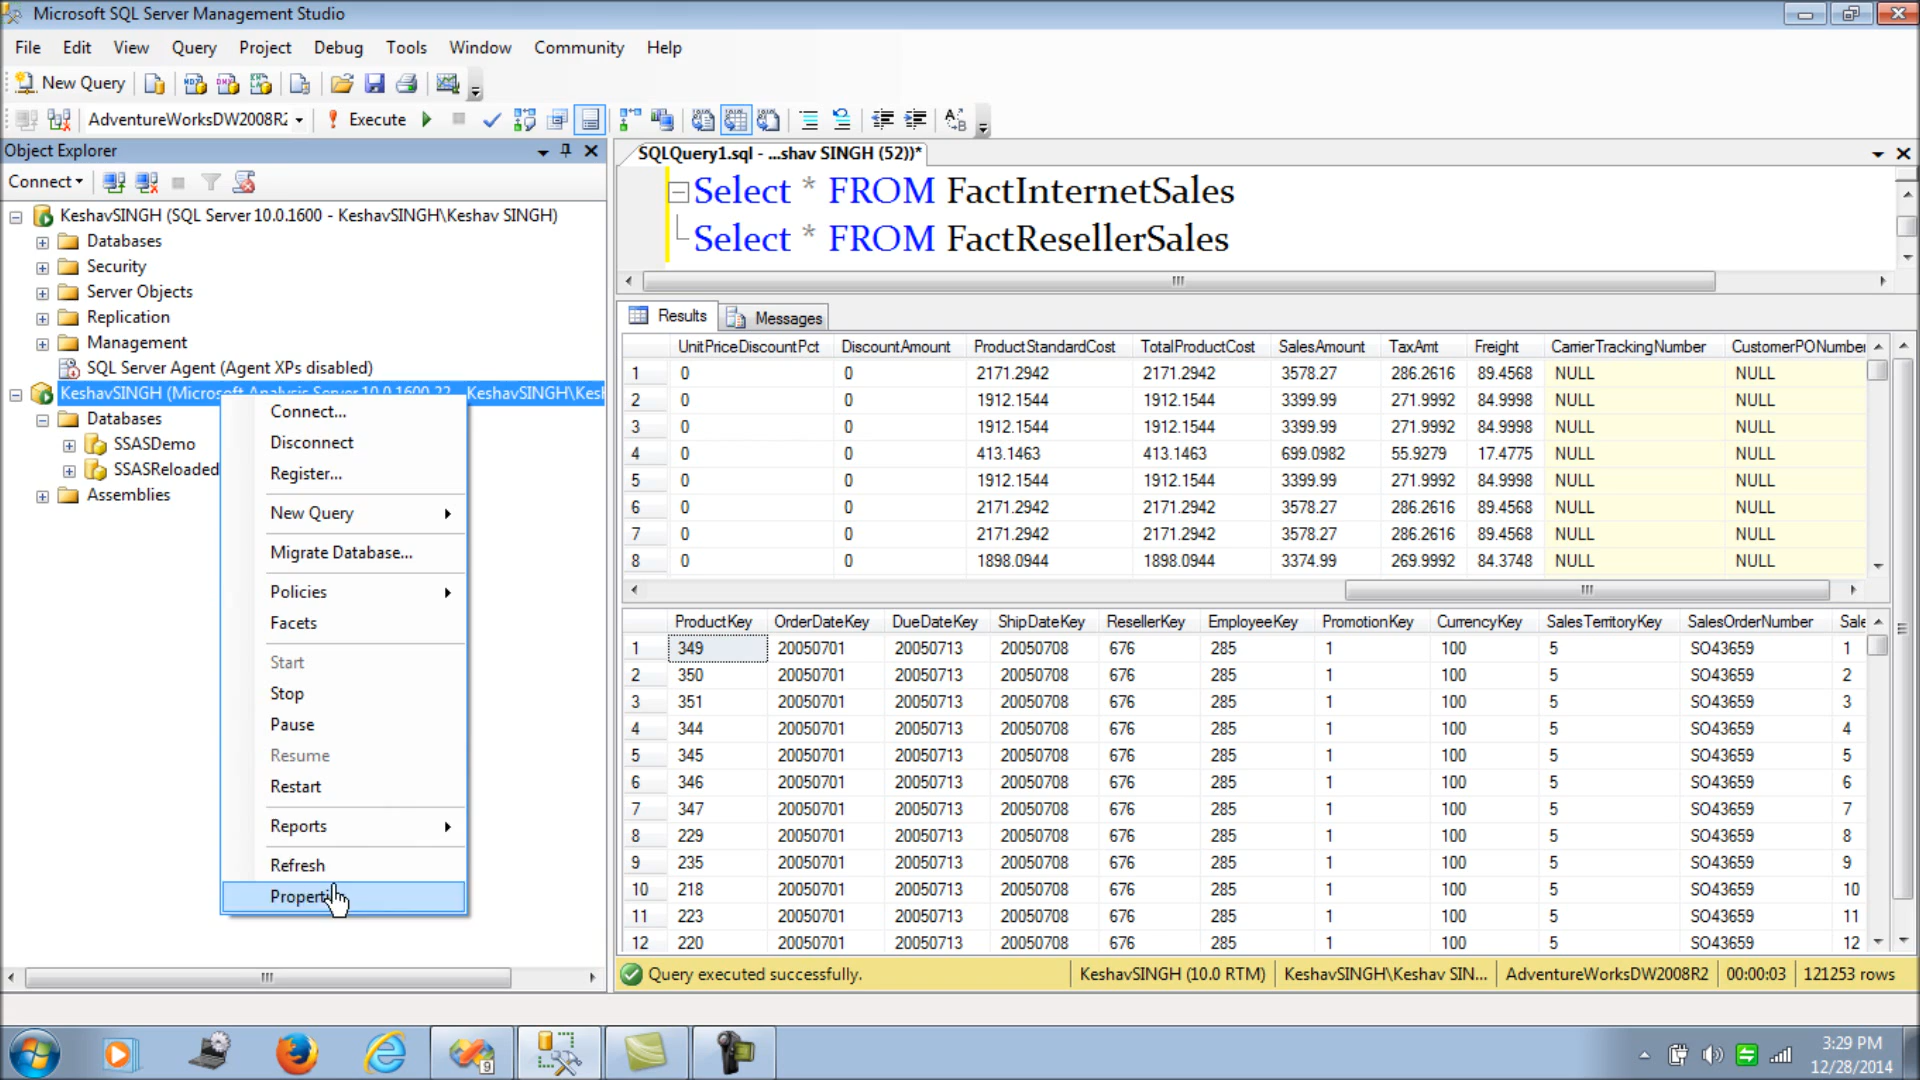 Microsoft SQL Server Management Studio
File Edit View Query Project Debug Tools Window Community Help
New Query
AdventureWorksDW2008R2 Execute
Object Explorer
Connect
KeshavSINGH (SQL Server 10.0.1600 - KeshavSINGH\Keshav SINGH)
Databases
Security
Server Objects
Replication
Management
SQL Server Agent (Agent XPs disabled)
KeshavSINGH (Microsoft Analysis Server 10.0.1600.22 - KeshavSINGH\Kesh
Databases
SSASDemo
SSASReloaded
Assemblies
Connect...
Disconnect
Register...
New Query
Migrate Database...
Policies
Facets
Start
Stop
Pause
Resume
Restart
Reports
Refresh
Properti
SQLQuery1.sql - ...shav SINGH (52))*
Select * FROM FactInternetSales
Select * FROM FactResellerSales
Results Messages
UnitPriceDiscountPct DiscountAmount ProductStandardCost TotalProductCost SalesAmount TaxAmt Freight CarrierTrackingNumber CustomerPONumber
1 0 0 2171.2942 2171.2942 3578.27 286.2616 89.4568 NULL NULL
2 0 0 1912.1544 1912.1544 3399.99 271.9992 84.9998 NULL NULL
3 0 0 1912.1544 1912.1544 3399.99 271.9992 84.9998 NULL NULL
4 0 0 413.1463 413.1463 699.0982 55.9279 17.4775 NULL NULL
5 0 0 1912.1544 1912.1544 3399.99 271.9992 84.9998 NULL NULL
6 0 0 2171.2942 2171.2942 3578.27 286.2616 89.4568 NULL NULL
7 0 0 2171.2942 2171.2942 3578.27 286.2616 89.4568 NULL NULL
8 0 0 1898.0944 1898.0944 3374.99 269.9992 84.3748 NULL NULL
ProductKey OrderDateKey DueDateKey ShipDateKey ResellerKey EmployeeKey PromotionKey CurrencyKey SalesTerritoryKey SalesOrderNumber Sale
1 349 20050701 20050713 20050708 676 285 1 100 5 SO43659 1
2 350 20050701 20050713 20050708 676 285 1 100 5 SO43659 2
3 351 20050701 20050713 20050708 676 285 1 100 5 SO43659 3
4 344 20050701 20050713 20050708 676 285 1 100 5 SO43659 4
5 345 20050701 20050713 20050708 676 285 1 100 5 SO43659 5
6 346 20050701 20050713 20050708 676 285 1 100 5 SO43659 6
7 347 20050701 20050713 20050708 676 285 1 100 5 SO43659 7
8 229 20050701 20050713 20050708 676 285 1 100 5 SO43659 8
9 235 20050701 20050713 20050708 676 285 1 100 5 SO43659 9
10 218 20050701 20050713 20050708 676 285 1 100 5 SO43659 10
11 223 20050701 20050713 20050708 676 285 1 100 5 SO43659 11
12 220 20050701 20050713 20050708 676 285 1 100 5 SO43659 12
Query executed successfully. KeshavSINGH (10.0 RTM) KeshavSINGH\Keshav SIN... AdventureWorksDW2008R2 00:00:03 121253 rows
3:29 PM
12/28/2014